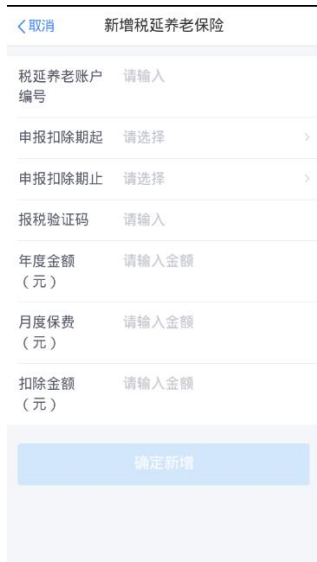 取消 新增税延养老保险
税延养老账户 请输入
编号
申报扣除期起 请选择
申报扣除期止 请选择
报税验证码 请输入
年度金额 请输入金额
（元）
月度保费 请输入金额
（元）
扣除金额 请输入金额
（元）
确定新增